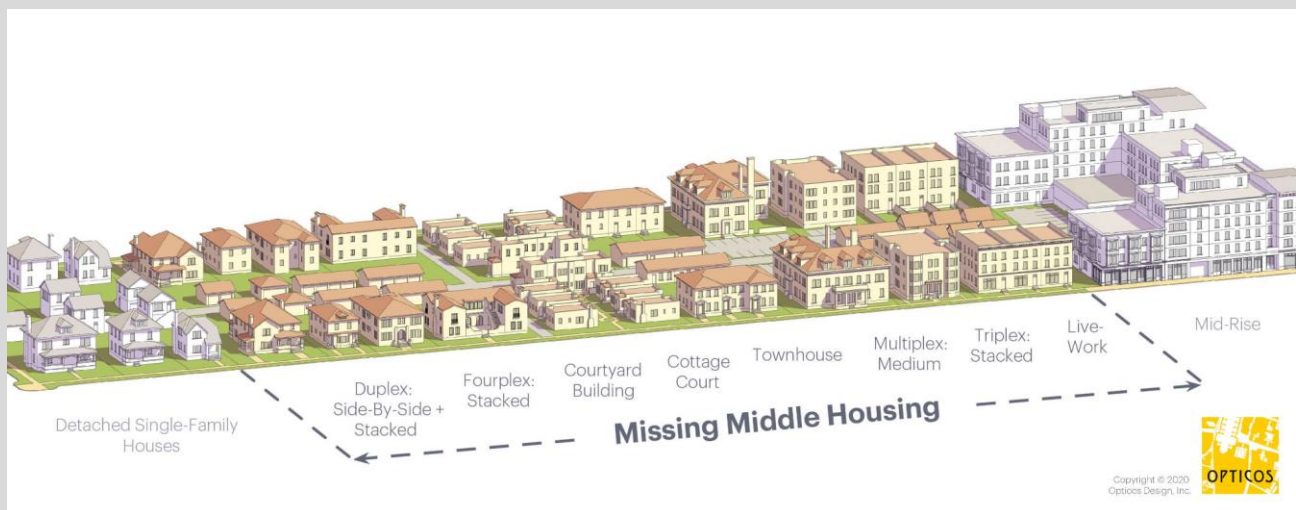 Detached Single-Family
Houses
Duplex:
Side-By-Side +
Stacked
Fourplex:
Stacked
Courtyard
Building
Cottage
Court
Townhouse
Multiplex:
Medium
Triplex:
Stacked
Live-
Work
Mid-Rise
Missing Middle Housing
Copyright © 2020
Opticos Design, Inc.
OPTICOS